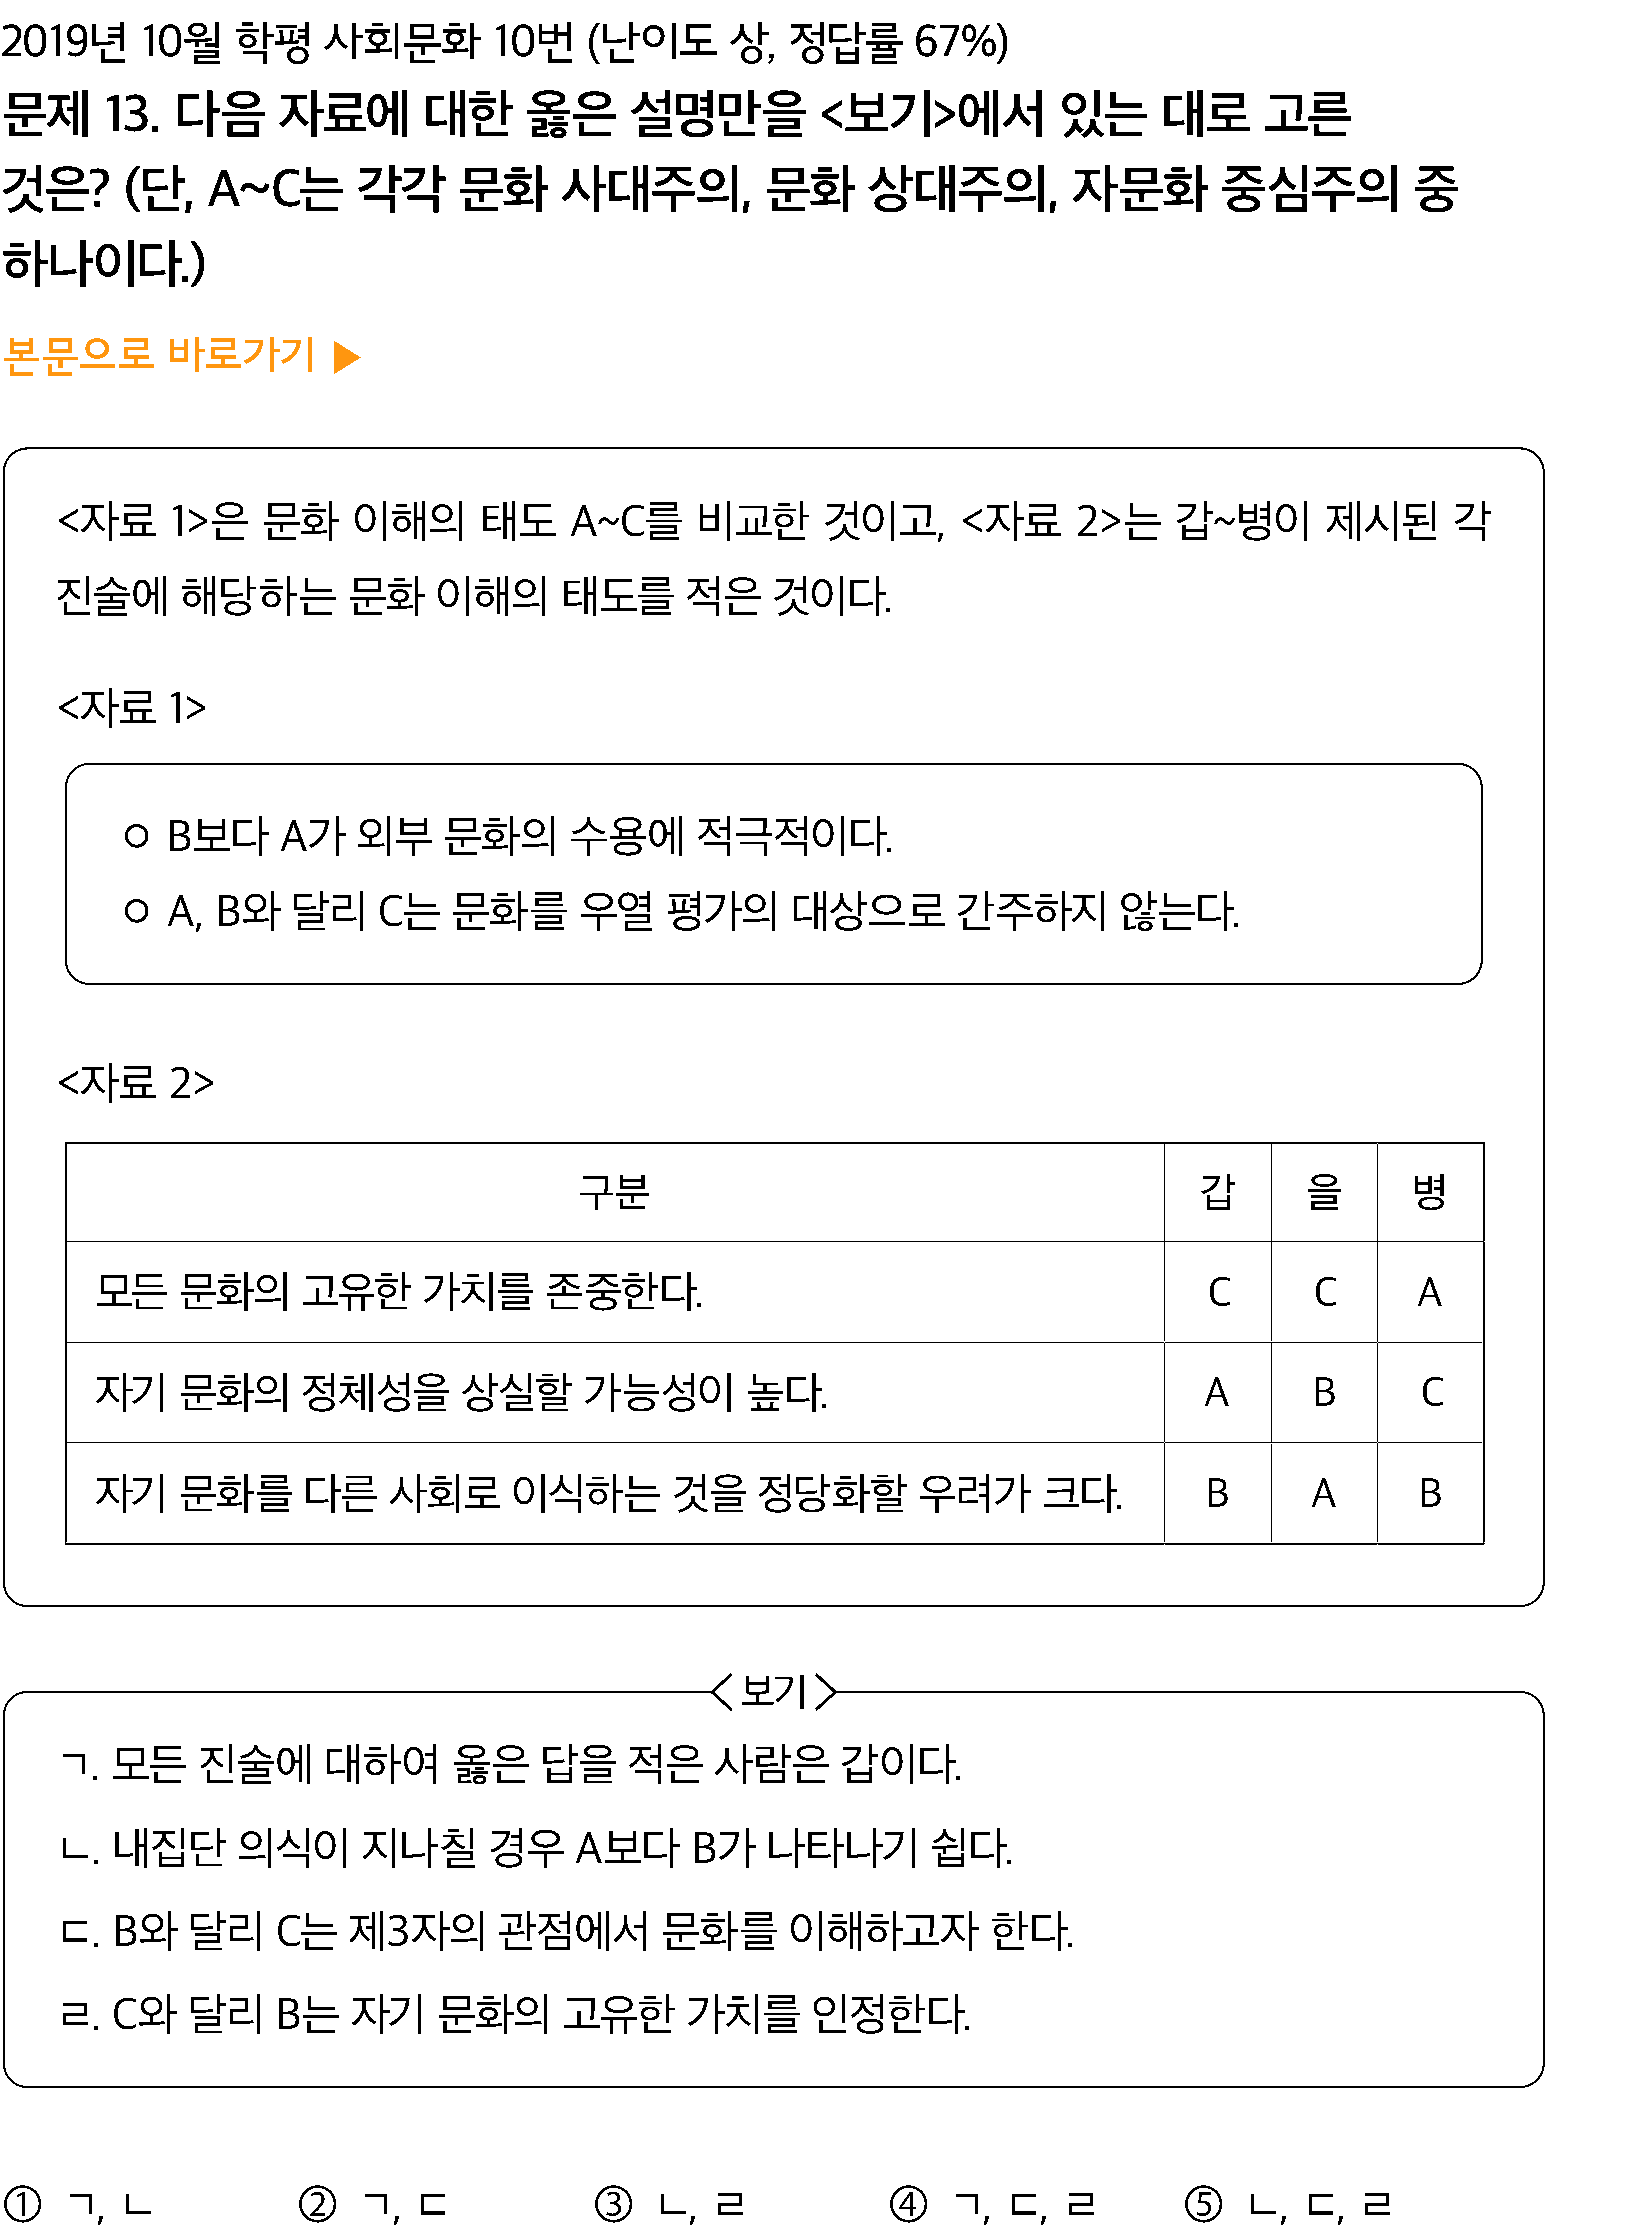 2019년 10월 학평 사회문화 10번 (난이도 상, 정답률 67%)
문제 13. 다음 자료에 대한 옳은 설명만을 <보기>에서 있는 대로 고른
것은? (단, A~C는 각각 문화 사대주의, 문화 상대주의, 자문화 중심주의 중
하나이다.)
본문으로 바로가기 ▶
<자료 1>은 문화 이해의 태도 A~C를 비교한 것이고, <자료 2>는 갑~병이 제시된 각
진술에 해당하는 문화 이해의 태도를 적은 것이다.
<자료 1>
ㅇ B보다 A가 외부 문화의 수용에 적극적이다.
ㅇ A, B와 달리 C는 문화를 우열 평가의 대상으로 간주하지 않는다.
<자료 2>
구분 갑 을 병
모든 문화의 고유한 가치를 존중한다. C C A
자기 문화의 정체성을 상실할 가능성이 높다. A B C
자기 문화를 다른 사회로 이식하는 것을 정당화할 우려가 크다. B A B
<보기>
ㄱ. 모든 진술에 대하여 옳은 답을 적은 사람은 갑이다.
ㄴ. 내집단 의식이 지나칠 경우 A보다 B가 나타나기 쉽다.
ㄷ. B와 달리 C는 제3자의 관점에서 문화를 이해하고자 한다.
ㄹ. C와 달리 B는 자기 문화의 고유한 가치를 인정한다.
① ㄱ, ㄴ ② ㄱ, ㄷ ③ ㄴ, ㄹ ④ ㄱ, ㄷ, ㄹ ⑤ ㄴ, ㄷ, ㄹ